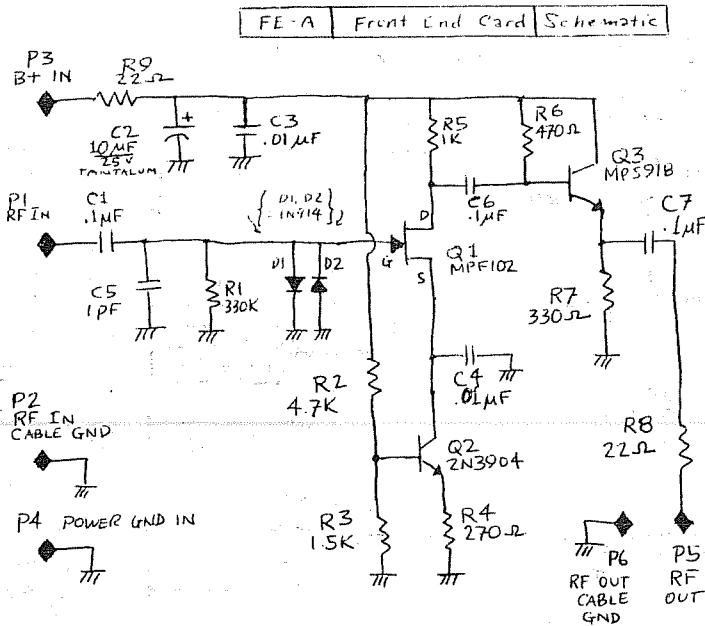 FE-A Front End Card Schematic
P3
B+ IN
R9
22Ω
C2
10µF
25V
TANTALUM
+
C3
.01µF
R5
1K
R6
470Ω
Q3
MPS918
P1
RF IN
C1
.1µF
{ D1, D2
= 1N914 }
C6
.1µF
C7
.1µF
D
G
S
Q1
MPF102
C5
1PF
R1
330K
D1
D2
R7
330Ω
R2
4.7K
C4
.01µF
P2
RF IN
CABLE GND
Q2
2N3904
R8
22Ω
P4 POWER GND IN
R3
1.5K
R4
270Ω
P6
RF OUT
CABLE
GND
P5
RF
OUT